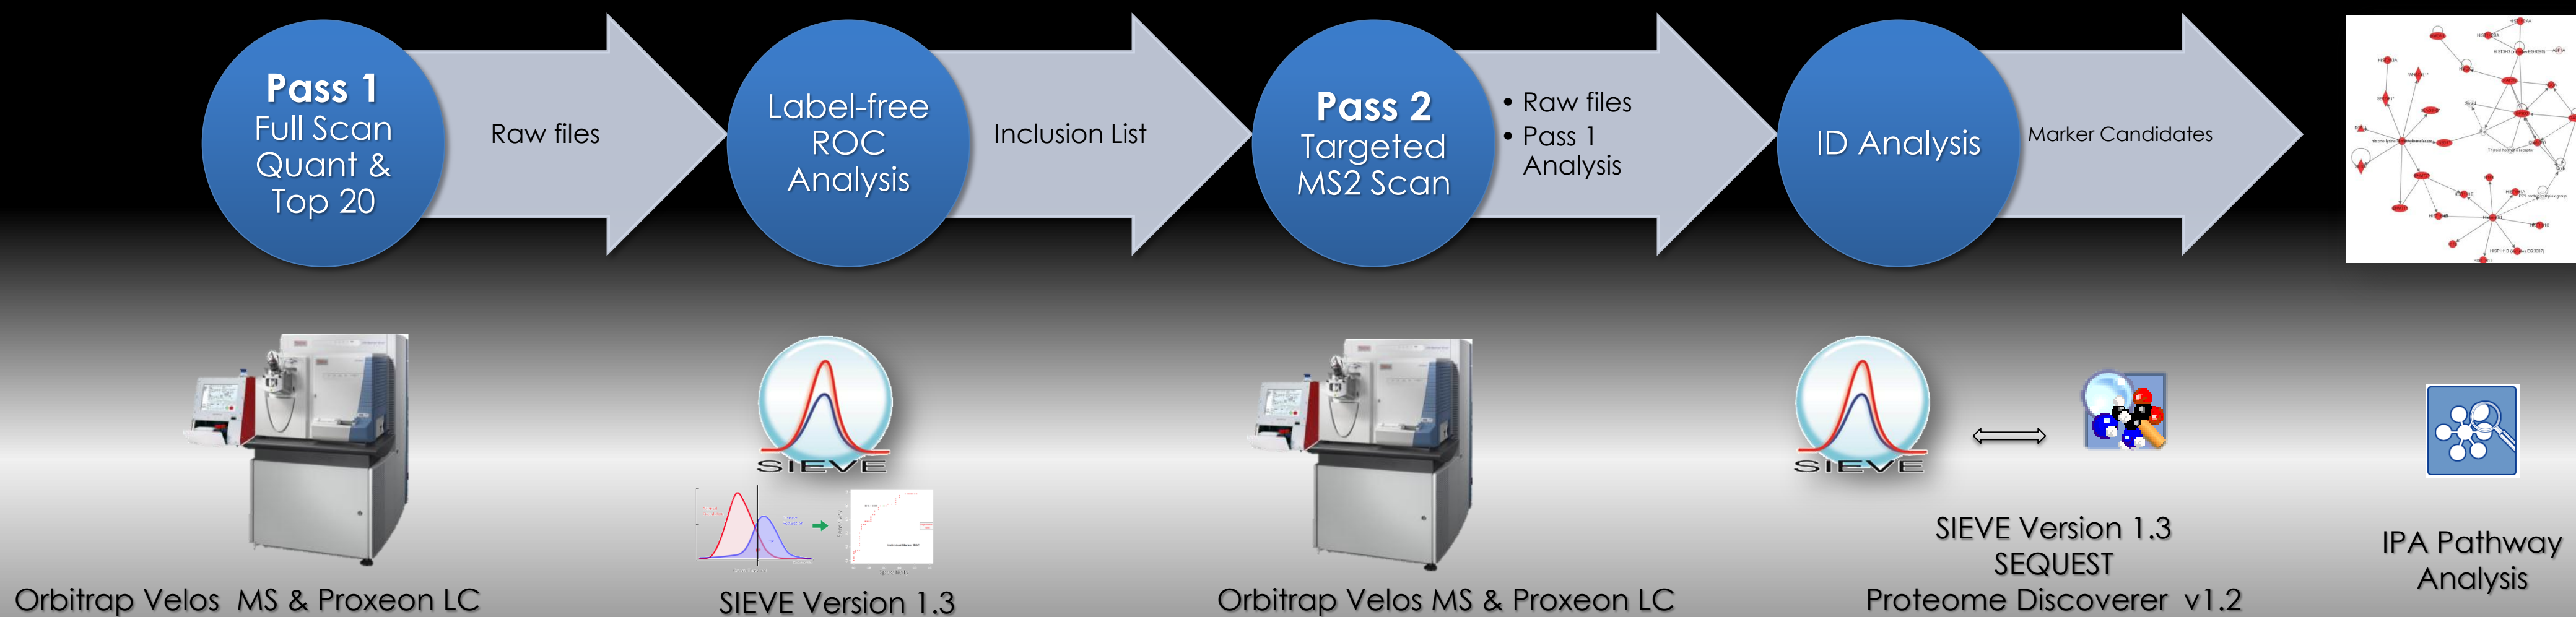 Pass 1
Full Scan
Quant &
Top 20
Raw files
Label-free
ROC
Analysis
Inclusion List
Pass 2
Targeted
MS2 Scan
• Raw files
• Pass 1
Analysis
ID Analysis
Marker Candidates
SIEVE
SIEVE
Orbitrap Velos MS & Proxeon LC
SIEVE Version 1.3
Orbitrap Velos MS & Proxeon LC
SIEVE Version 1.3
SEQUEST
Proteome Discoverer v1.2
IPA Pathway
Analysis